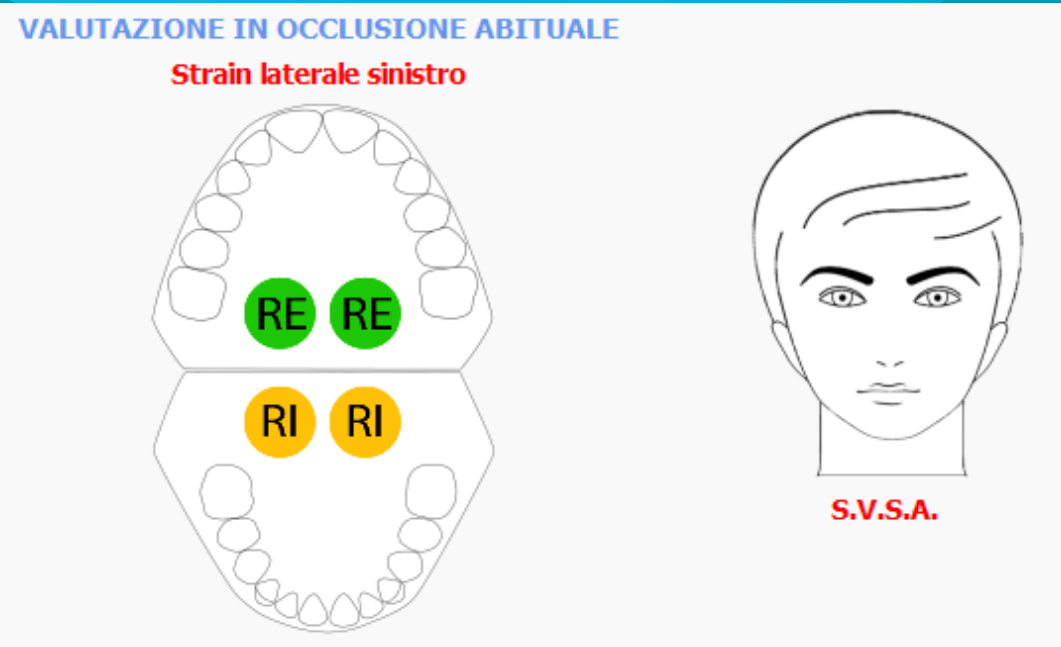 VALUTAZIONE IN OCCLUSIONE ABITUALE
Strain laterale sinistro
RE RE
RI RI
S.V.S.A.